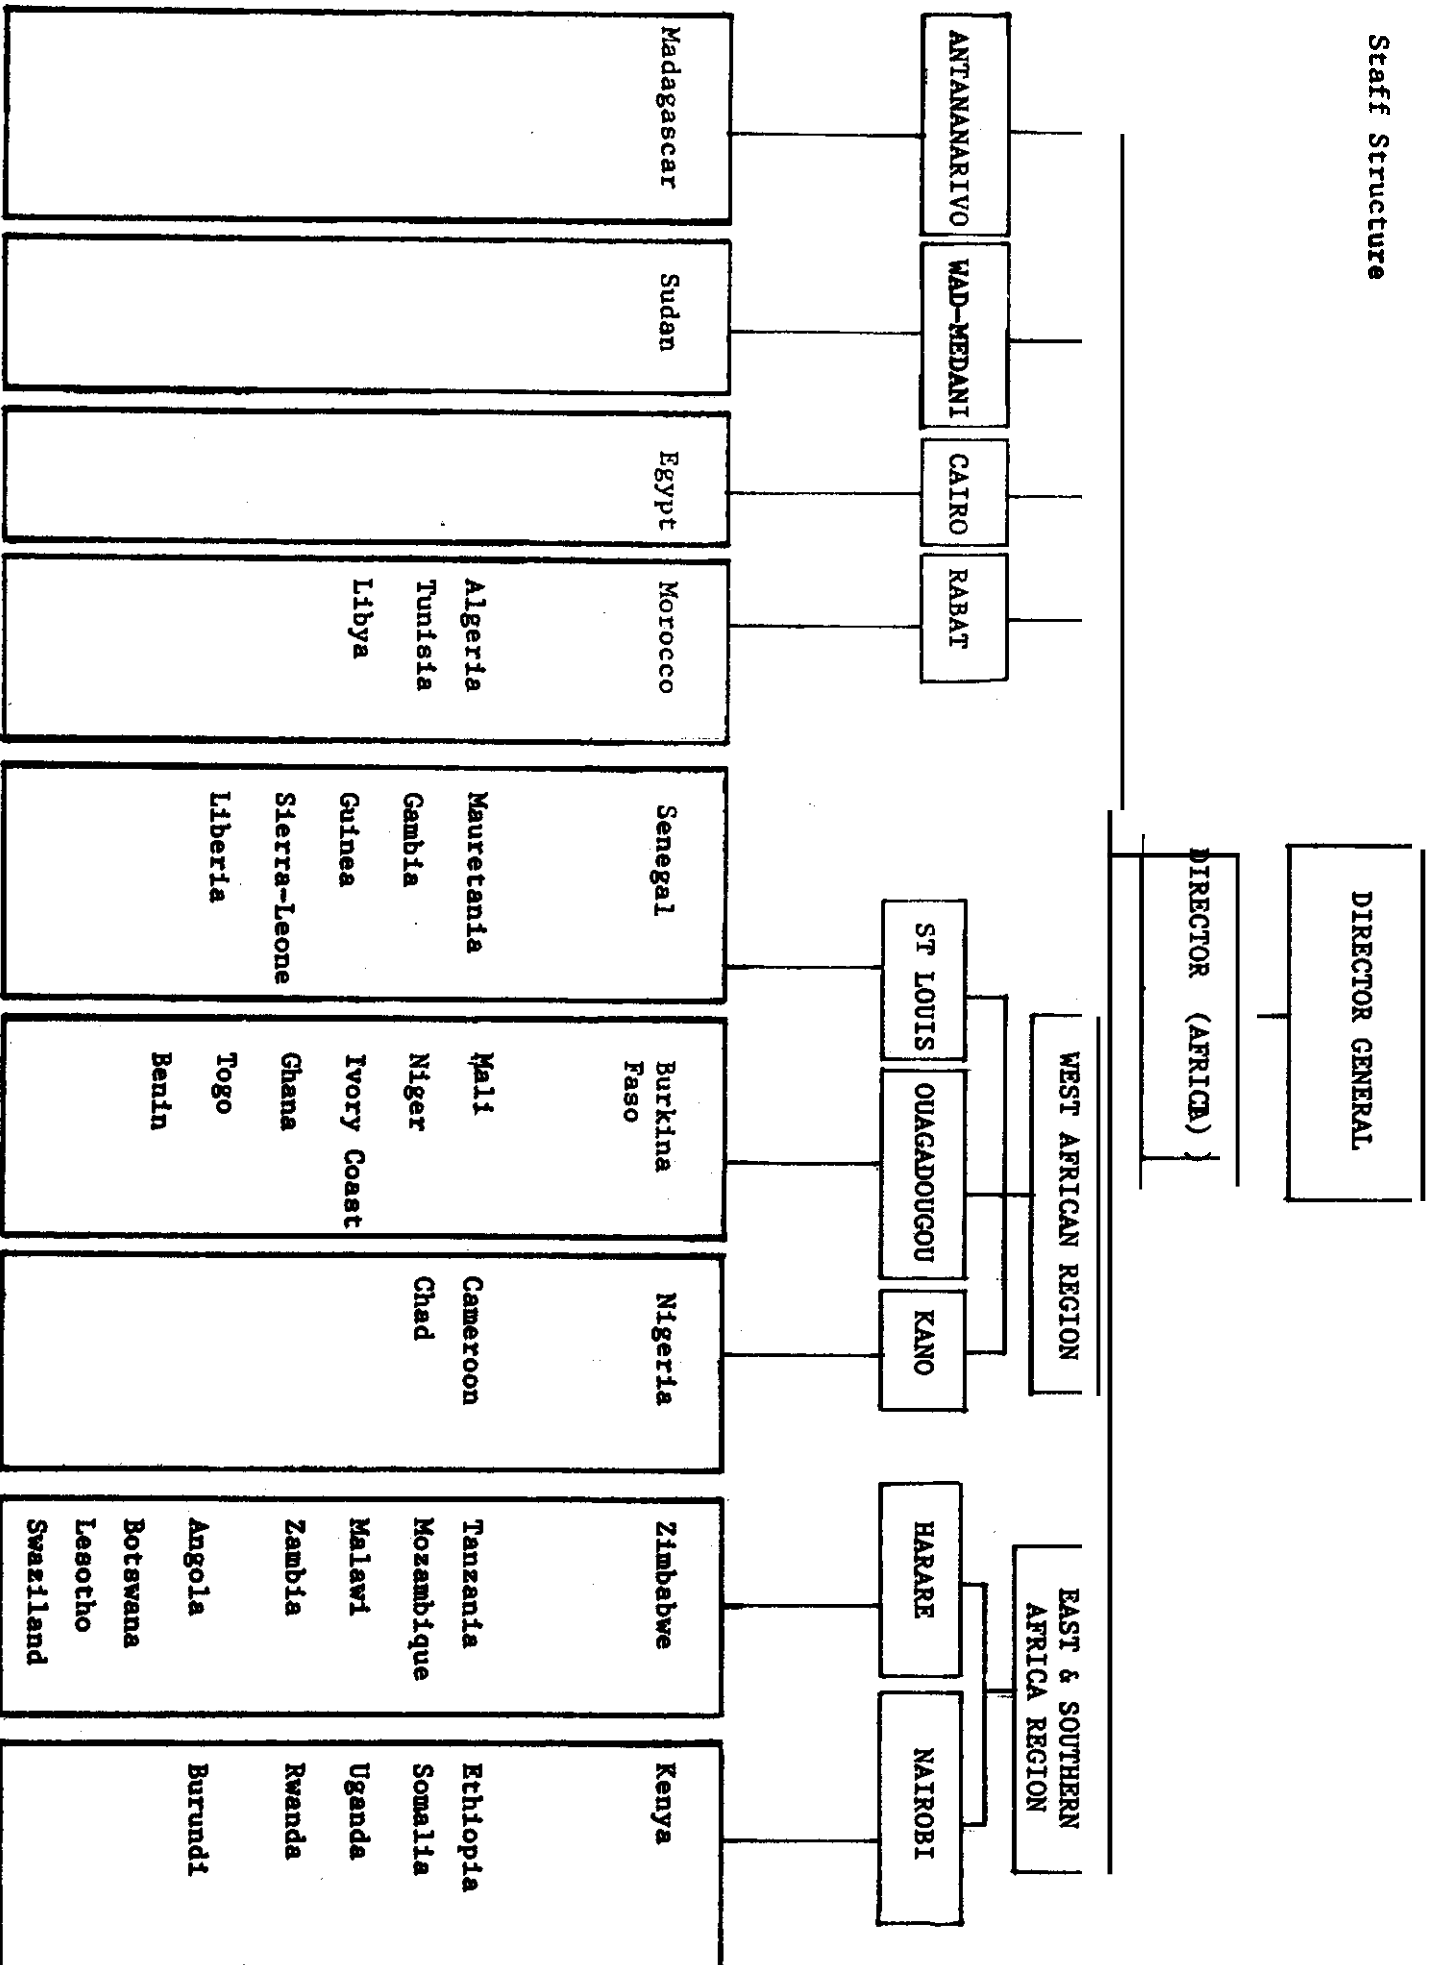 Staff Structure
DIRECTOR GENERAL
DIRECTOR (AFRICA)
WEST AFRICAN REGION
EAST & SOUTHERN
AFRICA REGION
ANTANANARIVO
WAD-MEDANI
CAIRO
RABAT
ST LOUIS
OUAGADOUGOU
KANO
HARARE
NAIROBI
Madagascar
Sudan
Egypt
Morocco
Algeria
Tunisia
Libya
Senegal
Mauretania
Gambia
Guinea
Sierra-Leone
Liberia
Burkina
Faso
Mali
Niger
Ivory Coast
Ghana
Togo
Benin
Nigeria
Cameroon
Chad
Zimbabwe
Tanzania
Mozambique
Malawi
Zambia
Angola
Botswana
Lesotho
Swaziland
Kenya
Ethiopia
Somalia
Uganda
Rwanda
Burundi